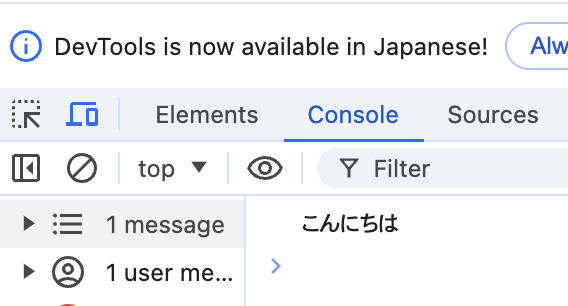 DevTools is now available in Japanese!
Elements Console Sources
top Filter
1 message こんにちは
1 user me...